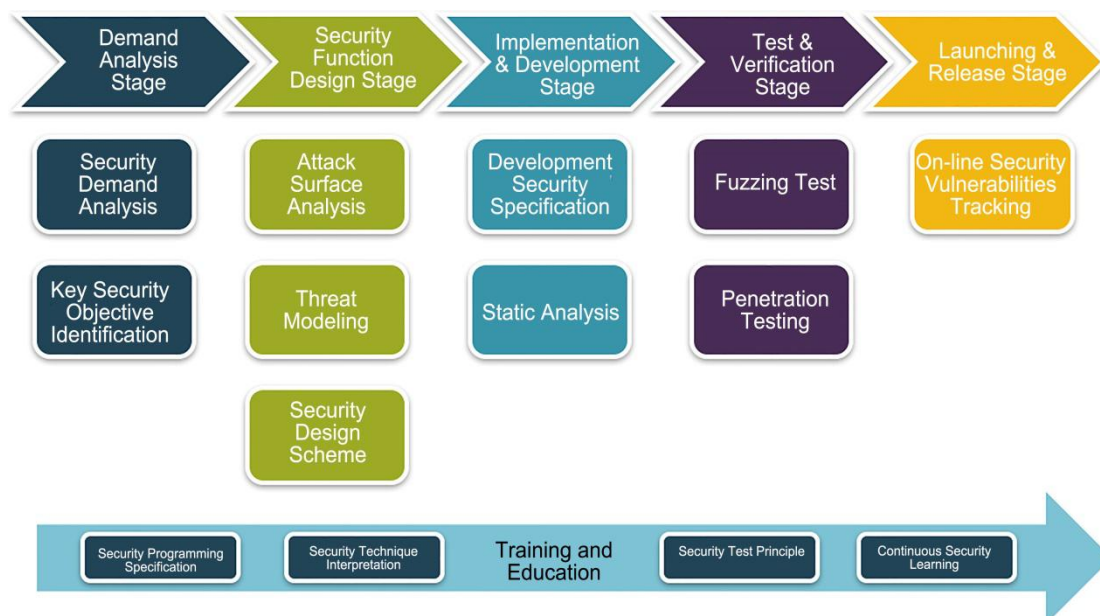 Demand
Analysis
Stage
Security
Function
Design Stage
Implementation
& Development
Stage
Test &
Verification
Stage
Launching &
Release Stage
Security
Demand
Analysis
Attack
Surface
Analysis
Development
Security
Specification
Fuzzing Test
On-line Security
Vulnerabilities
Tracking
Key Security
Objective
Identification
Threat
Modeling
Static Analysis
Penetration
Testing
Security
Design
Scheme
Security Programming
Specification
Security Technique
Interpretation
Training and
Education
Security Test Principle
Continuous Security
Learning